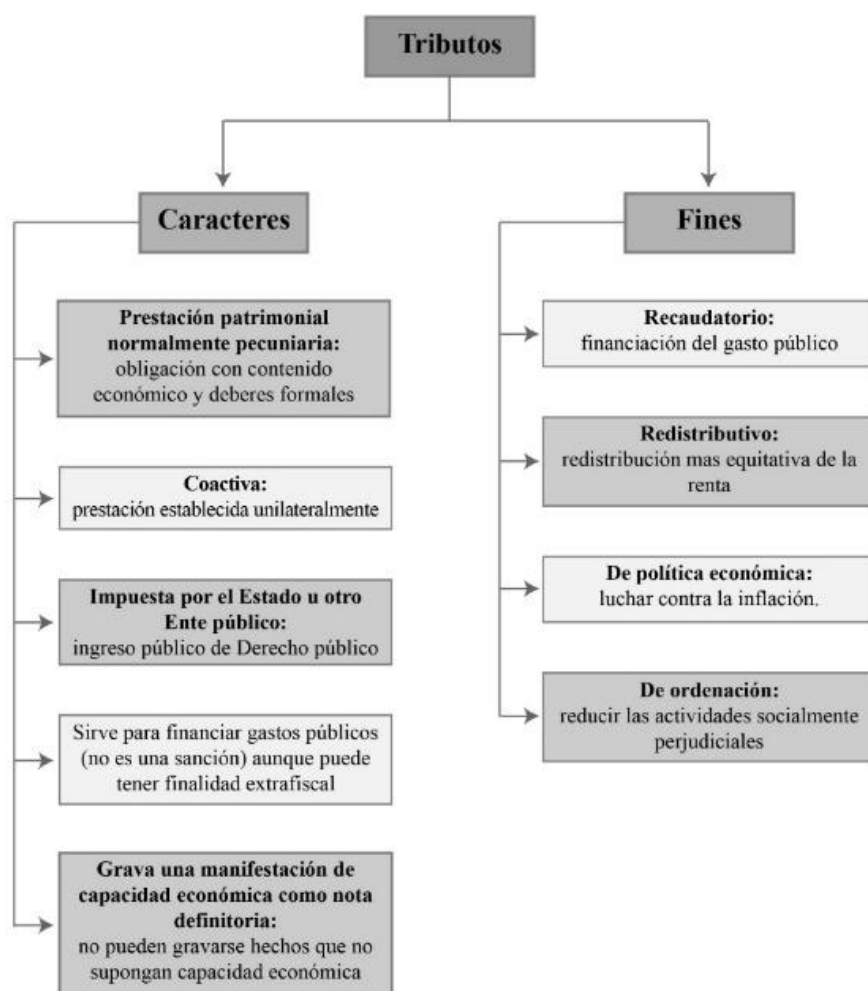 Tributos
Caracteres
Prestación patrimonial
normalmente pecuniaria:
obligación con contenido
económico y deberes formales
Coactiva:
prestación establecida unilateralmente
Impuesta por el Estado u otro
Ente público:
ingreso público de Derecho público
Sirve para financiar gastos públicos
(no es una sanción) aunque puede
tener finalidad extrafiscal
Grava una manifestación de
capacidad económica como nota
definitoria:
no pueden gravarse hechos que no
supongan capacidad económica
Fines
Recaudatorio:
financiación del gasto público
Redistributivo:
redistribución mas equitativa de la
renta
De política económica:
luchar contra la inflación.
De ordenación:
reducir las actividades socialmente
perjudiciales